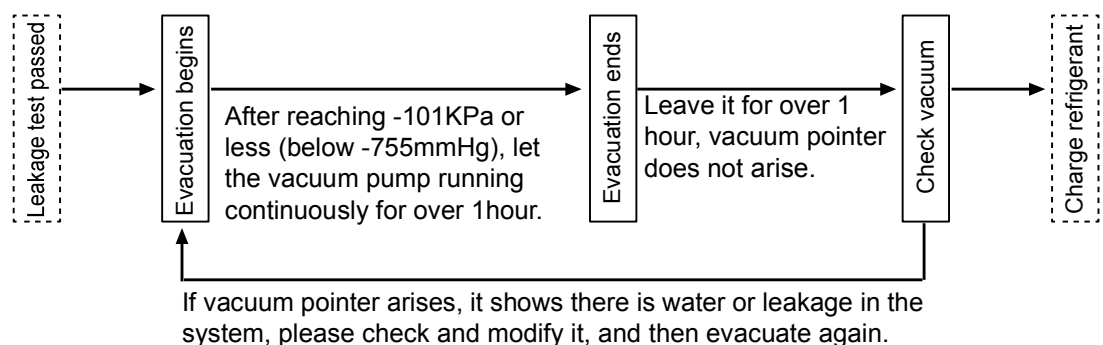 Leakage test passed
Evacuation begins
After reaching -101KPa or
less (below -755mmHg), let
the vacuum pump running
continuously for over 1hour.
Evacuation ends
Leave it for over 1
hour, vacuum pointer
does not arise.
Check vacuum
Charge refrigerant
If vacuum pointer arises, it shows there is water or leakage in the
system, please check and modify it, and then evacuate again.